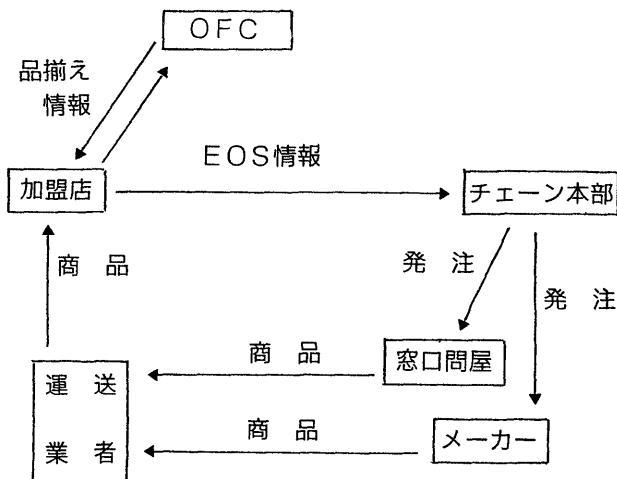 ＯＦＣ
品揃え
情報
ＥＯＳ情報
加盟店
チェーン本部
商　品
発　注
発　注
商　品
窓口問屋
運　送
業　者
商　品
メーカー